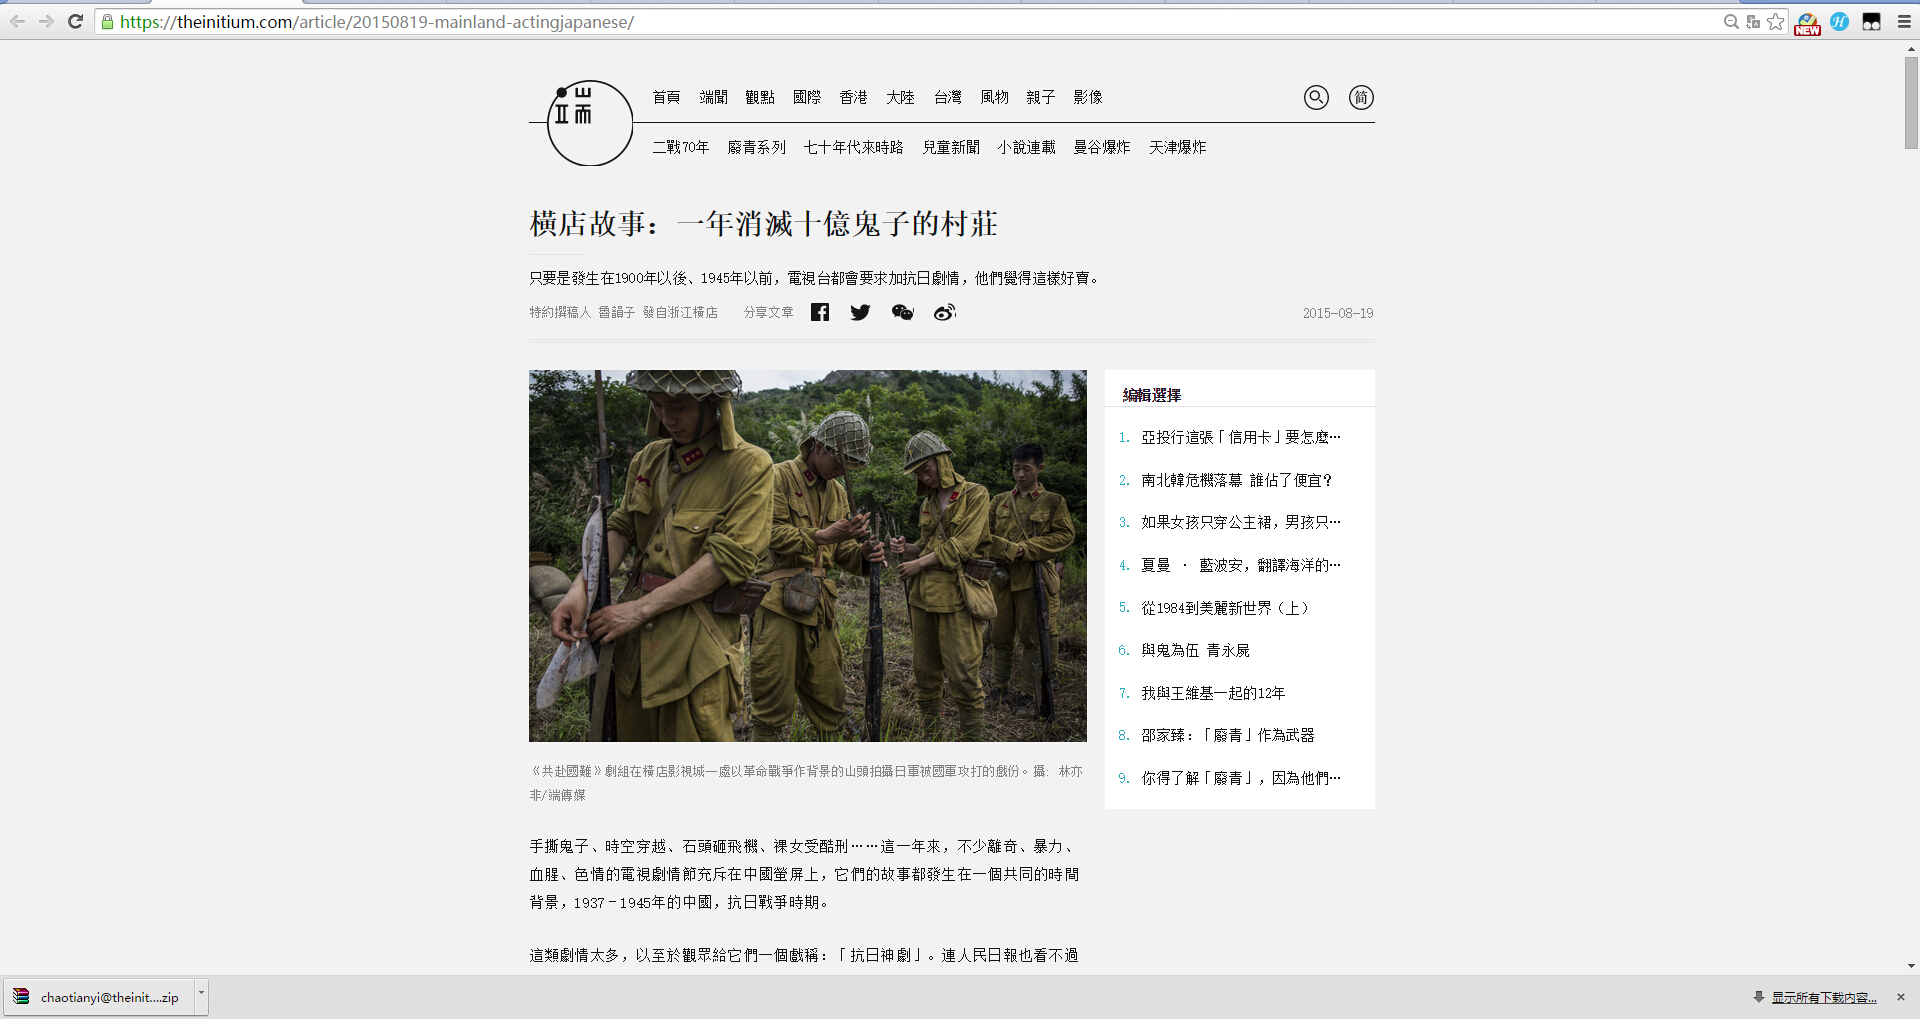 https://theinitium.com/article/20150819-mainland-actingjapanese/
NEW
端
首頁 端聞 觀點 國際 香港 大陸 台灣 風物 親子 影像
简
二戰70年 廢青系列 七十年代來時路 兒童新聞 小說連載 曼谷爆炸 天津爆炸
橫店故事：一年消滅十億鬼子的村莊
只要是發生在1900年以後、1945年以前，電視台都會要求加抗日劇情，他們覺得這樣好賣。
特約撰稿人 魯韻子 發自浙江橫店 分享文章 2015-08-19
編輯選擇
1. 亞投行這張「信用卡」要怎麼…
2. 南北韓危機落幕 誰佔了便宜？
3. 如果女孩只穿公主裙，男孩只…
4. 夏曼 · 藍波安，翻譯海洋的…
5. 從1984到美麗新世界（上）
6. 與鬼為伍 青永屍
7. 我與王維基一起的12年
8. 邵家臻：「廢青」作為武器
9. 你得了解「廢青」，因為他們…
《共赴國難》劇組在橫店影視城一處以革命戰爭作背景的山頭拍攝日軍被國軍攻打的戲份。攝： 林亦
非/端傳媒
手撕鬼子、時空穿越、石頭砸飛機、裸女受酷刑……這一年來，不少離奇、暴力、
血腥、色情的電視劇情節充斥在中國螢屏上，它們的故事都發生在一個共同的時間
背景，1937－1945年的中國，抗日戰爭時期。
這類劇情太多，以至於觀眾給它們一個戲稱：「抗日神劇」。連人民日報也看不過
chaotianyi@theinit....zip
显示所有下载内容...